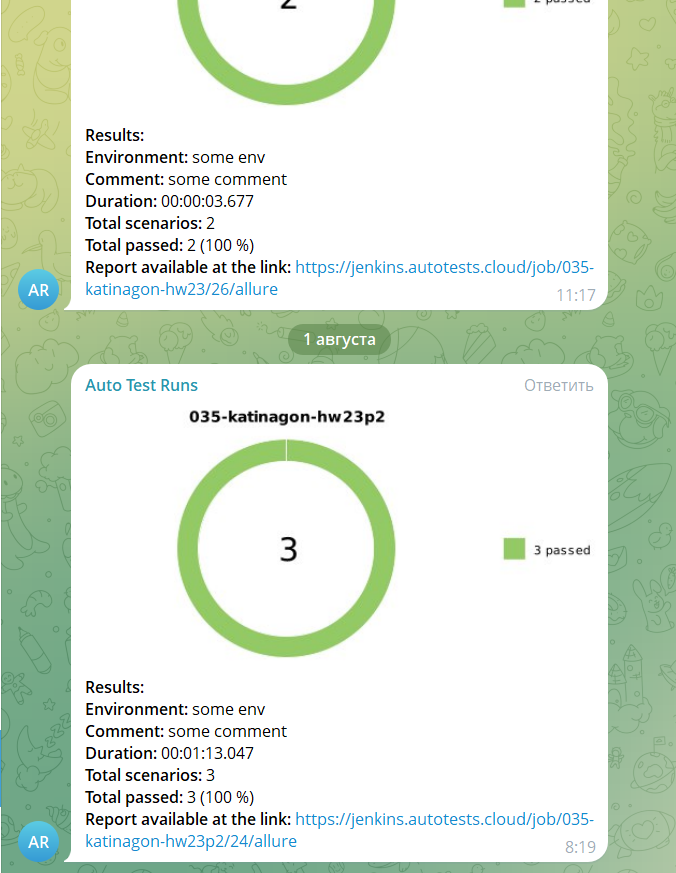 2
2 passed
Results:
Environment: some env
Comment: some comment
Duration: 00:00:03.677
Total scenarios: 2
Total passed: 2 (100 %)
Report available at the link: https://jenkins.autotests.cloud/job/035-
katinagon-hw23/26/allure
AR
11:17
1 августа
Auto Test Runs
Ответить
035-katinagon-hw23p2
3
3 passed
Results:
Environment: some env
Comment: some comment
Duration: 00:01:13.047
Total scenarios: 3
Total passed: 3 (100 %)
Report available at the link: https://jenkins.autotests.cloud/job/035-
katinagon-hw23p2/24/allure
AR
8:19